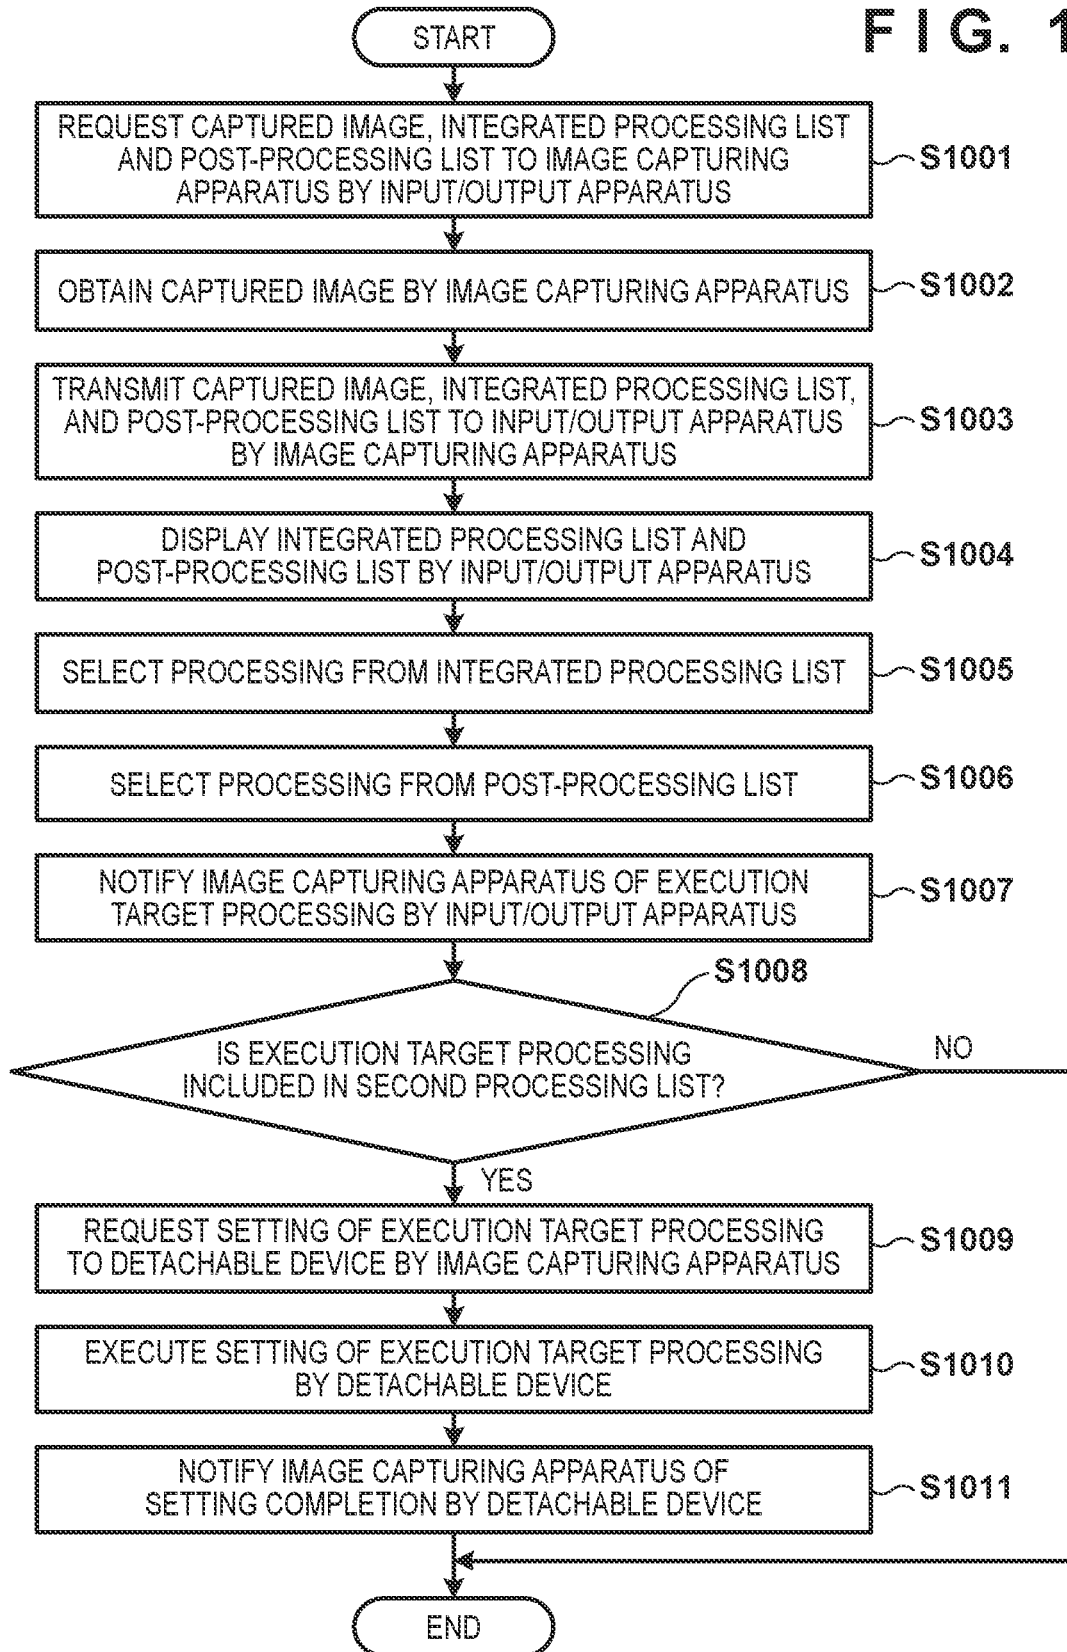 START
FIG. 1
REQUEST CAPTURED IMAGE, INTEGRATED PROCESSING LIST
AND POST-PROCESSING LIST TO IMAGE CAPTURING
APPARATUS BY INPUT/OUTPUT APPARATUS
S1001
OBTAIN CAPTURED IMAGE BY IMAGE CAPTURING APPARATUS
S1002
TRANSMIT CAPTURED IMAGE, INTEGRATED PROCESSING LIST,
AND POST-PROCESSING LIST TO INPUT/OUTPUT APPARATUS
BY IMAGE CAPTURING APPARATUS
S1003
DISPLAY INTEGRATED PROCESSING LIST AND
POST-PROCESSING LIST BY INPUT/OUTPUT APPARATUS
S1004
SELECT PROCESSING FROM INTEGRATED PROCESSING LIST
S1005
SELECT PROCESSING FROM POST-PROCESSING LIST
S1006
NOTIFY IMAGE CAPTURING APPARATUS OF EXECUTION
TARGET PROCESSING BY INPUT/OUTPUT APPARATUS
S1007
S1008
IS EXECUTION TARGET PROCESSING
INCLUDED IN SECOND PROCESSING LIST?
NO
YES
REQUEST SETTING OF EXECUTION TARGET PROCESSING
TO DETACHABLE DEVICE BY IMAGE CAPTURING APPARATUS
S1009
EXECUTE SETTING OF EXECUTION TARGET PROCESSING
BY DETACHABLE DEVICE
S1010
NOTIFY IMAGE CAPTURING APPARATUS OF
SETTING COMPLETION BY DETACHABLE DEVICE
S1011
END